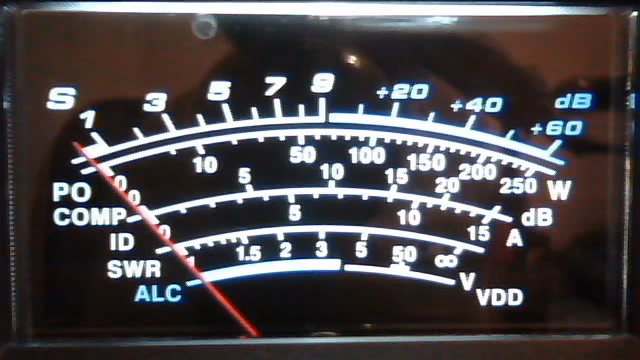 S 1 3 5 7 9 +20 +40 +60 dB
PO 0 10 50 100 150 200 250 W
COMP 0 5 10 15 20 dB
ID 0 5 10 15 A
SWR 1 1.5 2 3 5 50 ∞
ALC
V VDD